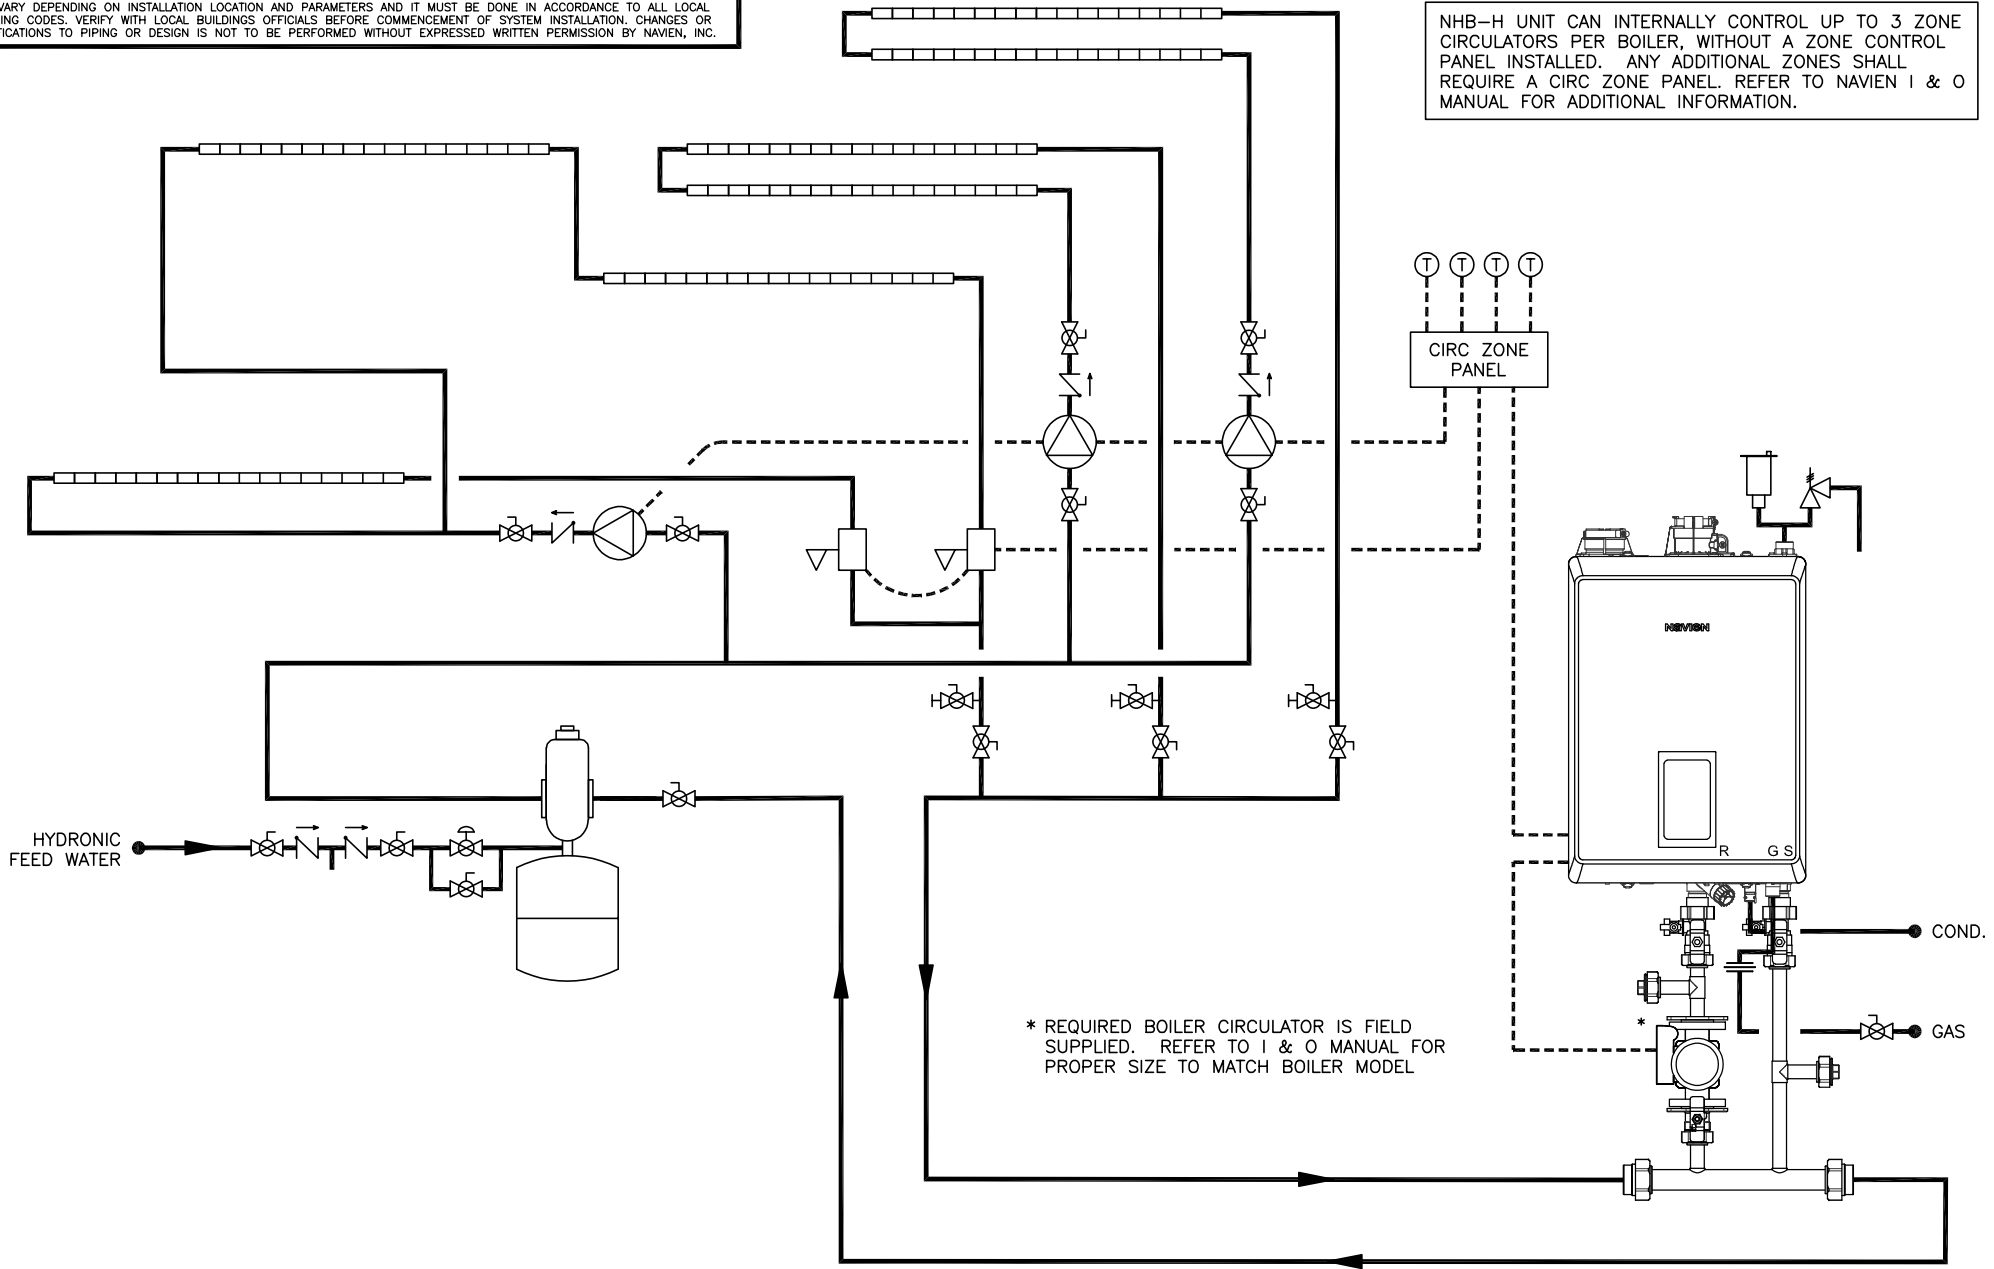 VARY DEPENDING ON INSTALLATION LOCATION AND PARAMETERS AND IT MUST BE DONE IN ACCORDANCE TO ALL LOCAL
ING CODES. VERIFY WITH LOCAL BUILDINGS OFFICIALS BEFORE COMMENCEMENT OF SYSTEM INSTALLATION. CHANGES OR
ICATIONS TO PIPING OR DESIGN IS NOT TO BE PERFORMED WITHOUT EXPRESSED WRITTEN PERMISSION BY NAVIEN, INC.
NHB-H UNIT CAN INTERNALLY CONTROL UP TO 3 ZONE
CIRCULATORS PER BOILER, WITHOUT A ZONE CONTROL
PANEL INSTALLED. ANY ADDITIONAL ZONES SHALL
REQUIRE A CIRC ZONE PANEL. REFER TO NAVIEN I & O
MANUAL FOR ADDITIONAL INFORMATION.
T T T T
CIRC ZONE
PANEL
NAVIEN
R G S
HYDRONIC
FEED WATER
COND.
GAS
*
* REQUIRED BOILER CIRCULATOR IS FIELD
SUPPLIED. REFER TO I & O MANUAL FOR
PROPER SIZE TO MATCH BOILER MODEL